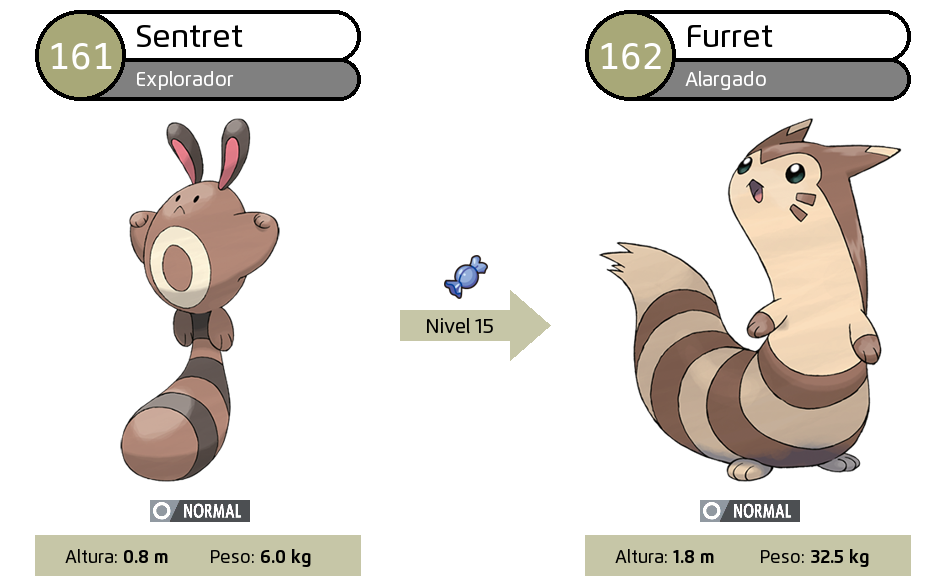 161
Sentret
Explorador
162
Furret
Alargado
Nivel 15
NORMAL
NORMAL
Altura: 0.8 m Peso: 6.0 kg
Altura: 1.8 m Peso: 32.5 kg